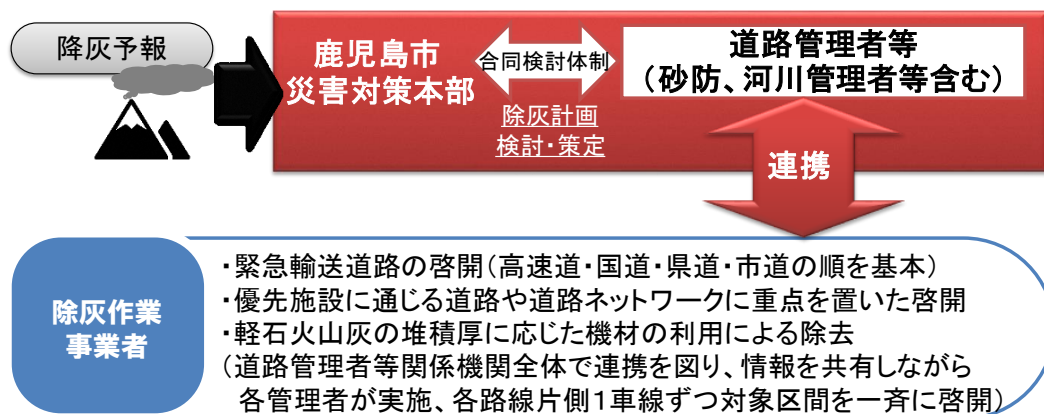 降灰予報
鹿児島市
災害対策本部
合同検討体制
除灰計画
検討・策定
道路管理者等
(砂防、河川管理者等含む)
連携
除灰作業
事業者
・緊急輸送道路の啓開(高速道・国道・県道・市道の順を基本)
・優先施設に通じる道路や道路ネットワークに重点を置いた啓開
・軽石火山灰の堆積厚に応じた機材の利用による除去
(道路管理者等関係機関全体で連携を図り、情報を共有しながら
各管理者が実施、各路線片側1車線ずつ対象区間を一斉に啓開)